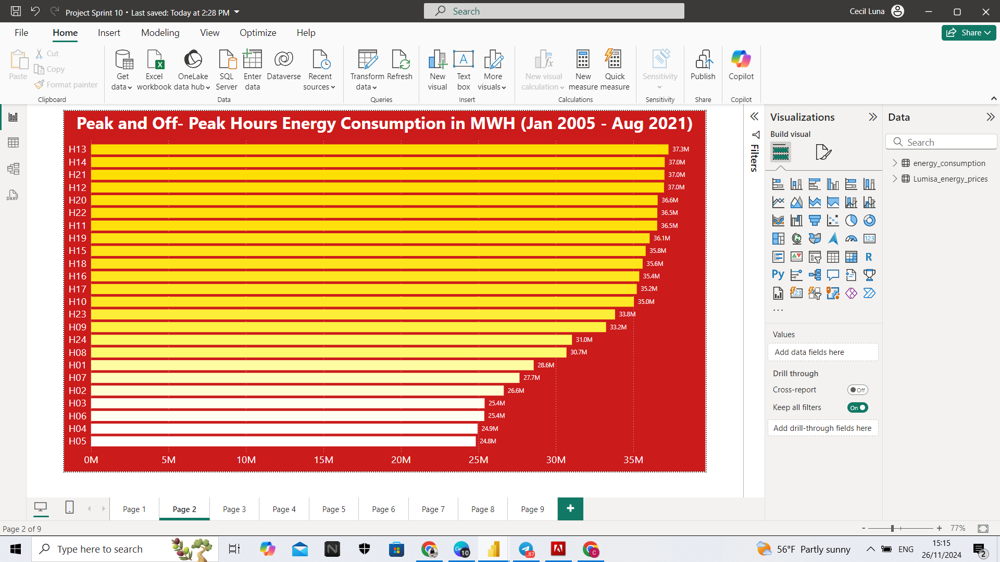 Project Sprint 10 • Last saved: Today at 2:28 PM
Search
Cecil Luna
File Home Insert Modeling View Optimize Help
Share
Paste
Cut
Copy
Format painter
Clipboard
Get data
Excel workbook
OneLake data hub
SQL Server
Enter data
Dataverse
Recent sources
Data
Transform data
Refresh
Queries
New visual
Text box
More visuals
Insert
New visual calculation
New measure
Quick measure
Calculations
Sensitivity
Sensitivity
Publish
Share
Copilot
Copilot
Peak and Off- Peak Hours Energy Consumption in MWH (Jan 2005 - Aug 2021)
H13 37.3M
H14 37.0M
H21 37.0M
H12 37.0M
H20 36.6M
H22 36.5M
H11 36.5M
H19 36.1M
H15 35.8M
H18 35.6M
H16 35.4M
H17 35.2M
H10 35.0M
H23 33.8M
H09 33.2M
H24 31.0M
H08 30.7M
H01 28.6M
H07 27.7M
H02 26.6M
H03 25.4M
H06 25.4M
H04 24.9M
H05 24.8M
0M 5M 10M 15M 20M 25M 30M 35M
Filters
Visualizations
Build visual
123
R
Py
123
...
Values
Add data fields here
Drill through
Cross-report Off
Keep all filters On
Add drill-through fields here
Data
Search
energy_consumption
Lumisa_energy_prices
DAX
Page 1 Page 2 Page 3 Page 4 Page 5 Page 6 Page 7 Page 8 Page 9 +
Page 2 of 9
- + 77%
Type here to search
10
..87
56°F Partly sunny
ENG
15:15
26/11/2024
2